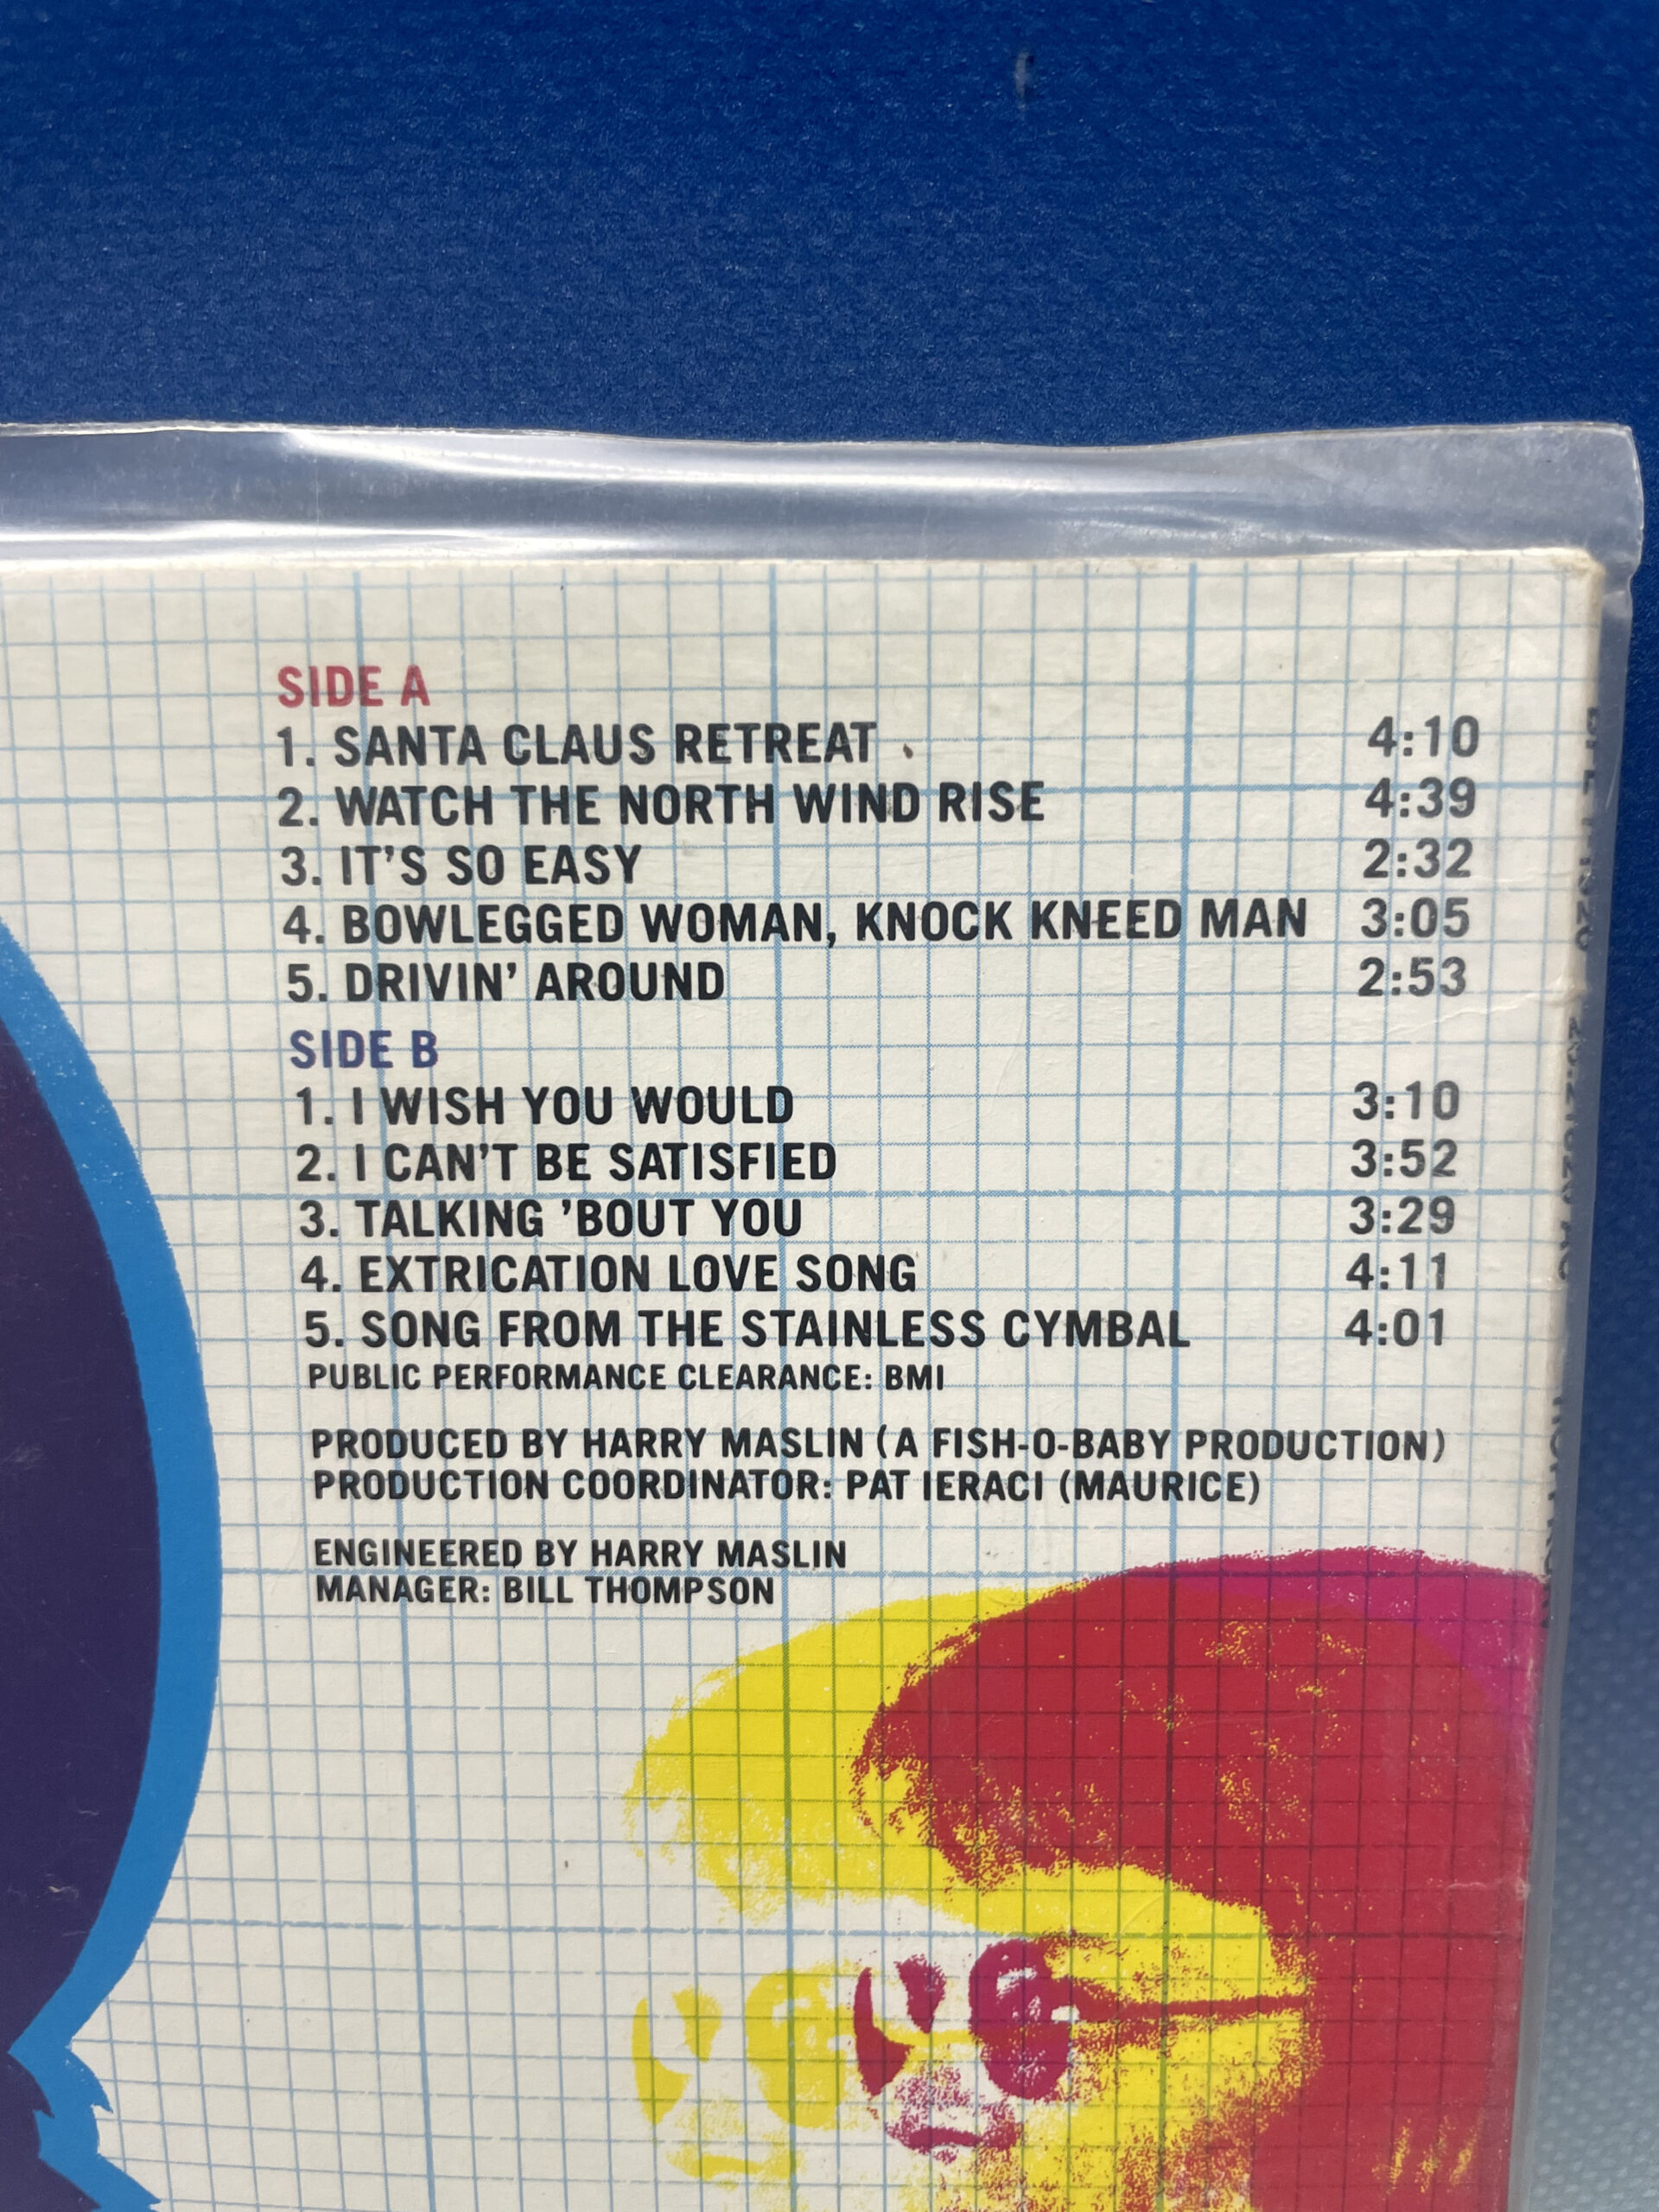 SIDE A
1. SANTA CLAUS RETREAT 4:10
2. WATCH THE NORTH WIND RISE 4:39
3. IT'S SO EASY 2:32
4. BOWLEGGED WOMAN, KNOCK KNEED MAN 3:05
5. DRIVIN' AROUND 2:53
SIDE B
1. I WISH YOU WOULD 3:10
2. I CAN'T BE SATISFIED 3:52
3. TALKING 'BOUT YOU 3:29
4. EXTRICATION LOVE SONG 4:11
5. SONG FROM THE STAINLESS CYMBAL 4:01
PUBLIC PERFORMANCE CLEARANCE: BMI
PRODUCED BY HARRY MASLIN (A FISH-O-BABY PRODUCTION)
PRODUCTION COORDINATOR: PAT IERACI (MAURICE)
ENGINEERED BY HARRY MASLIN
MANAGER: BILL THOMPSON